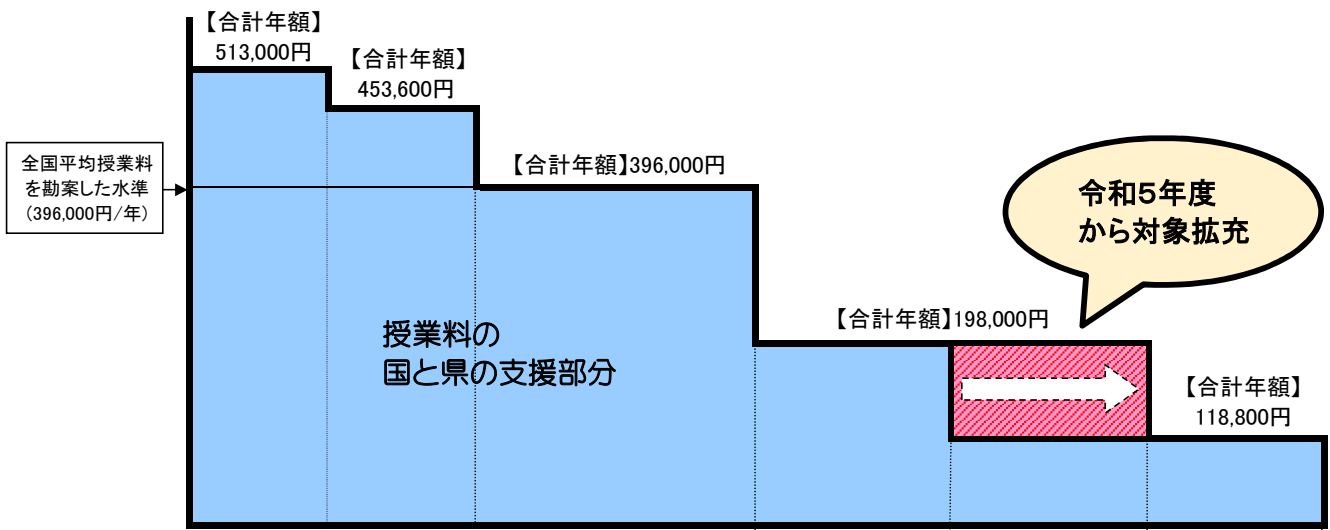 【合計年額】
513,000円
【合計年額】
453,600円
全国平均授業料
を勘案した水準
(396,000円/年)
【合計年額】396,000円
令和5年度
から対象拡充
【合計年額】198,000円
授業料の
国と県の支援部分
【合計年額】
118,800円